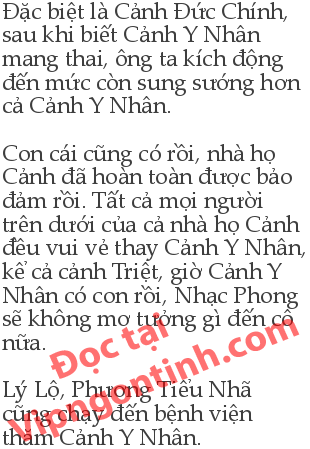 Đặc biệt là Cảnh Đức Chính,
sau khi biết Cảnh Y Nhân
mang thai, ông ta kích động
đến mức còn sung sướng hơn
cả Cảnh Y Nhân.
Con cái cũng có rồi, nhà họ
Cảnh đã hoàn toàn được bảo
đảm rồi. Tất cả mọi người
trên dưới của cả nhà họ Cảnh
đều vui vẻ thay Cảnh Y Nhân,
kể cả cảnh Triệt, giờ Cảnh Y
Nhân có con rồi, Nhạc Phong
sẽ không mơ tưởng gì đến cô
nữa.
Đọc tại
Vipngontinh.com
Lý Lộ, Phương Tiểu Nhã
cũng chạy đến bệnh viện
thăm Cảnh Y Nhân.